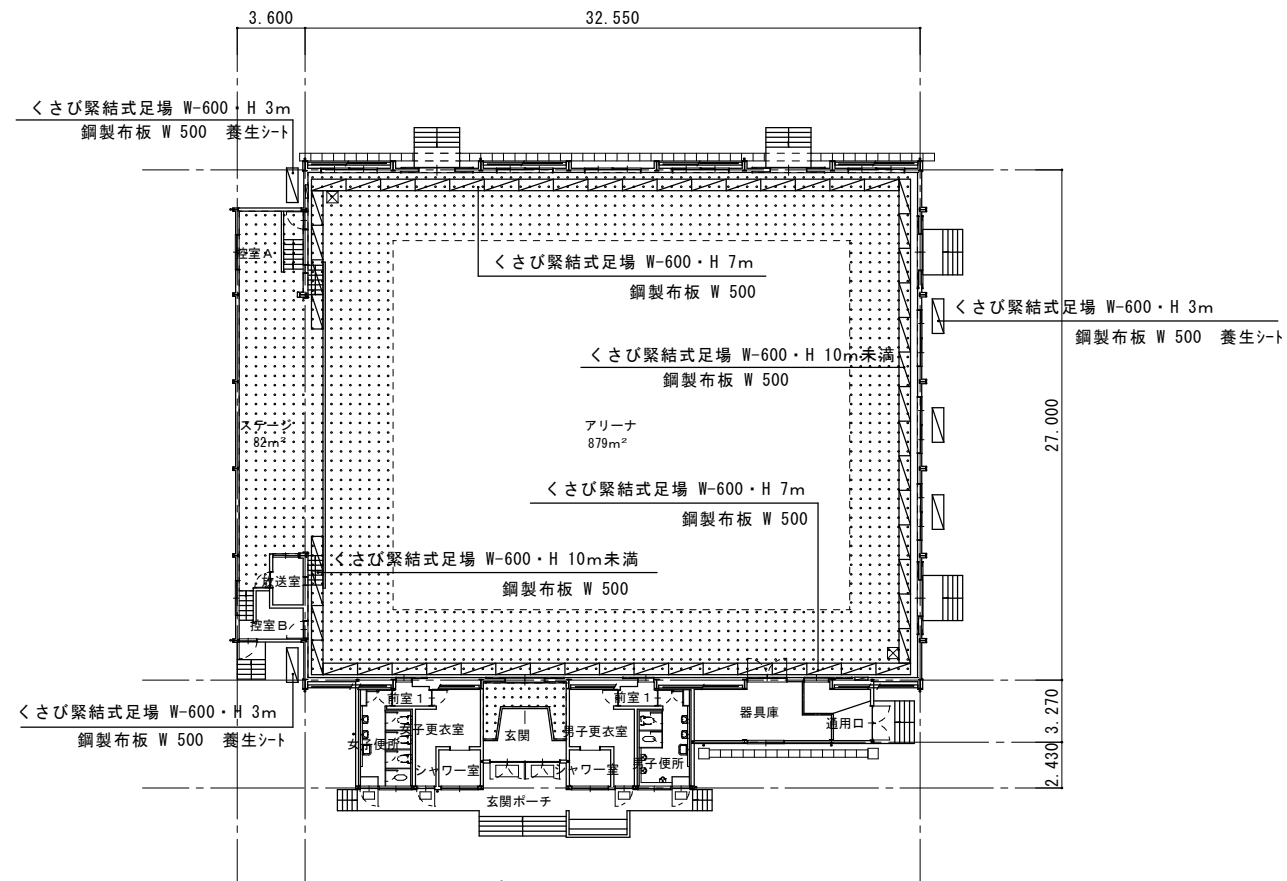 3.600
32.550
くさび緊結式足場 W-600・H 3m
鋼製布板 W 500 養生シート
控室A
くさび緊結式足場 W-600・H 7m
鋼製布板 W 500
くさび緊結式足場 W-600・H 3m
鋼製布板 W 500 養生シート
くさび緊結式足場 W-600・H 10m未満
鋼製布板 W 500
ステージ
82m²
アリーナ
879m²
27.000
くさび緊結式足場 W-600・H 7m
鋼製布板 W 500
くさび緊結式足場 W-600・H 10m未満
鋼製布板 W 500
放送室
控室B
くさび緊結式足場 W-600・H 3m
鋼製布板 W 500 養生シート
前室1
前室1
女子便所
女子更衣室
玄関
男子更衣室
男子便所
器具庫
通用口
シャワー室
シャワー室
玄関ポーチ
3.270
2.430